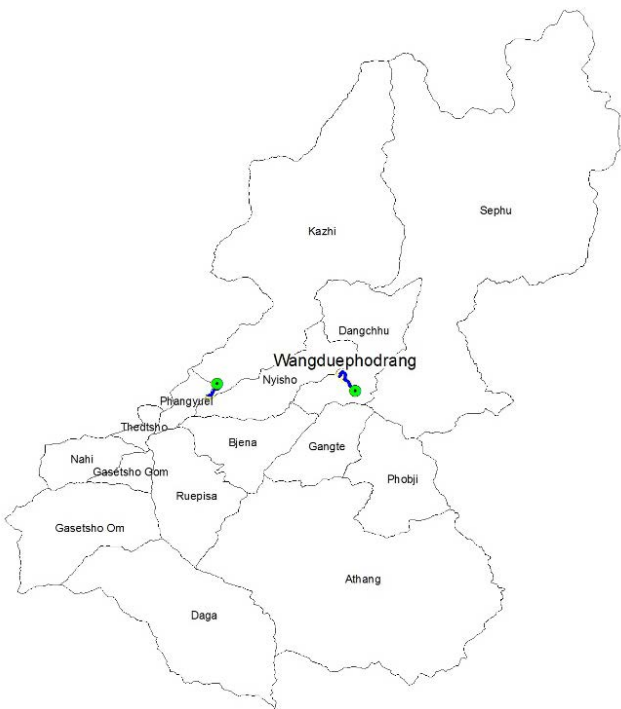 Sephu
Kazhi
Dangchhu
Wangduephodrang
Nyisho
Phangyuel
Thedtsho
Bjena
Gangte
Nahi
Gasetsho Gom
Phobji
Ruepisa
Gasetsho Om
Athang
Daga